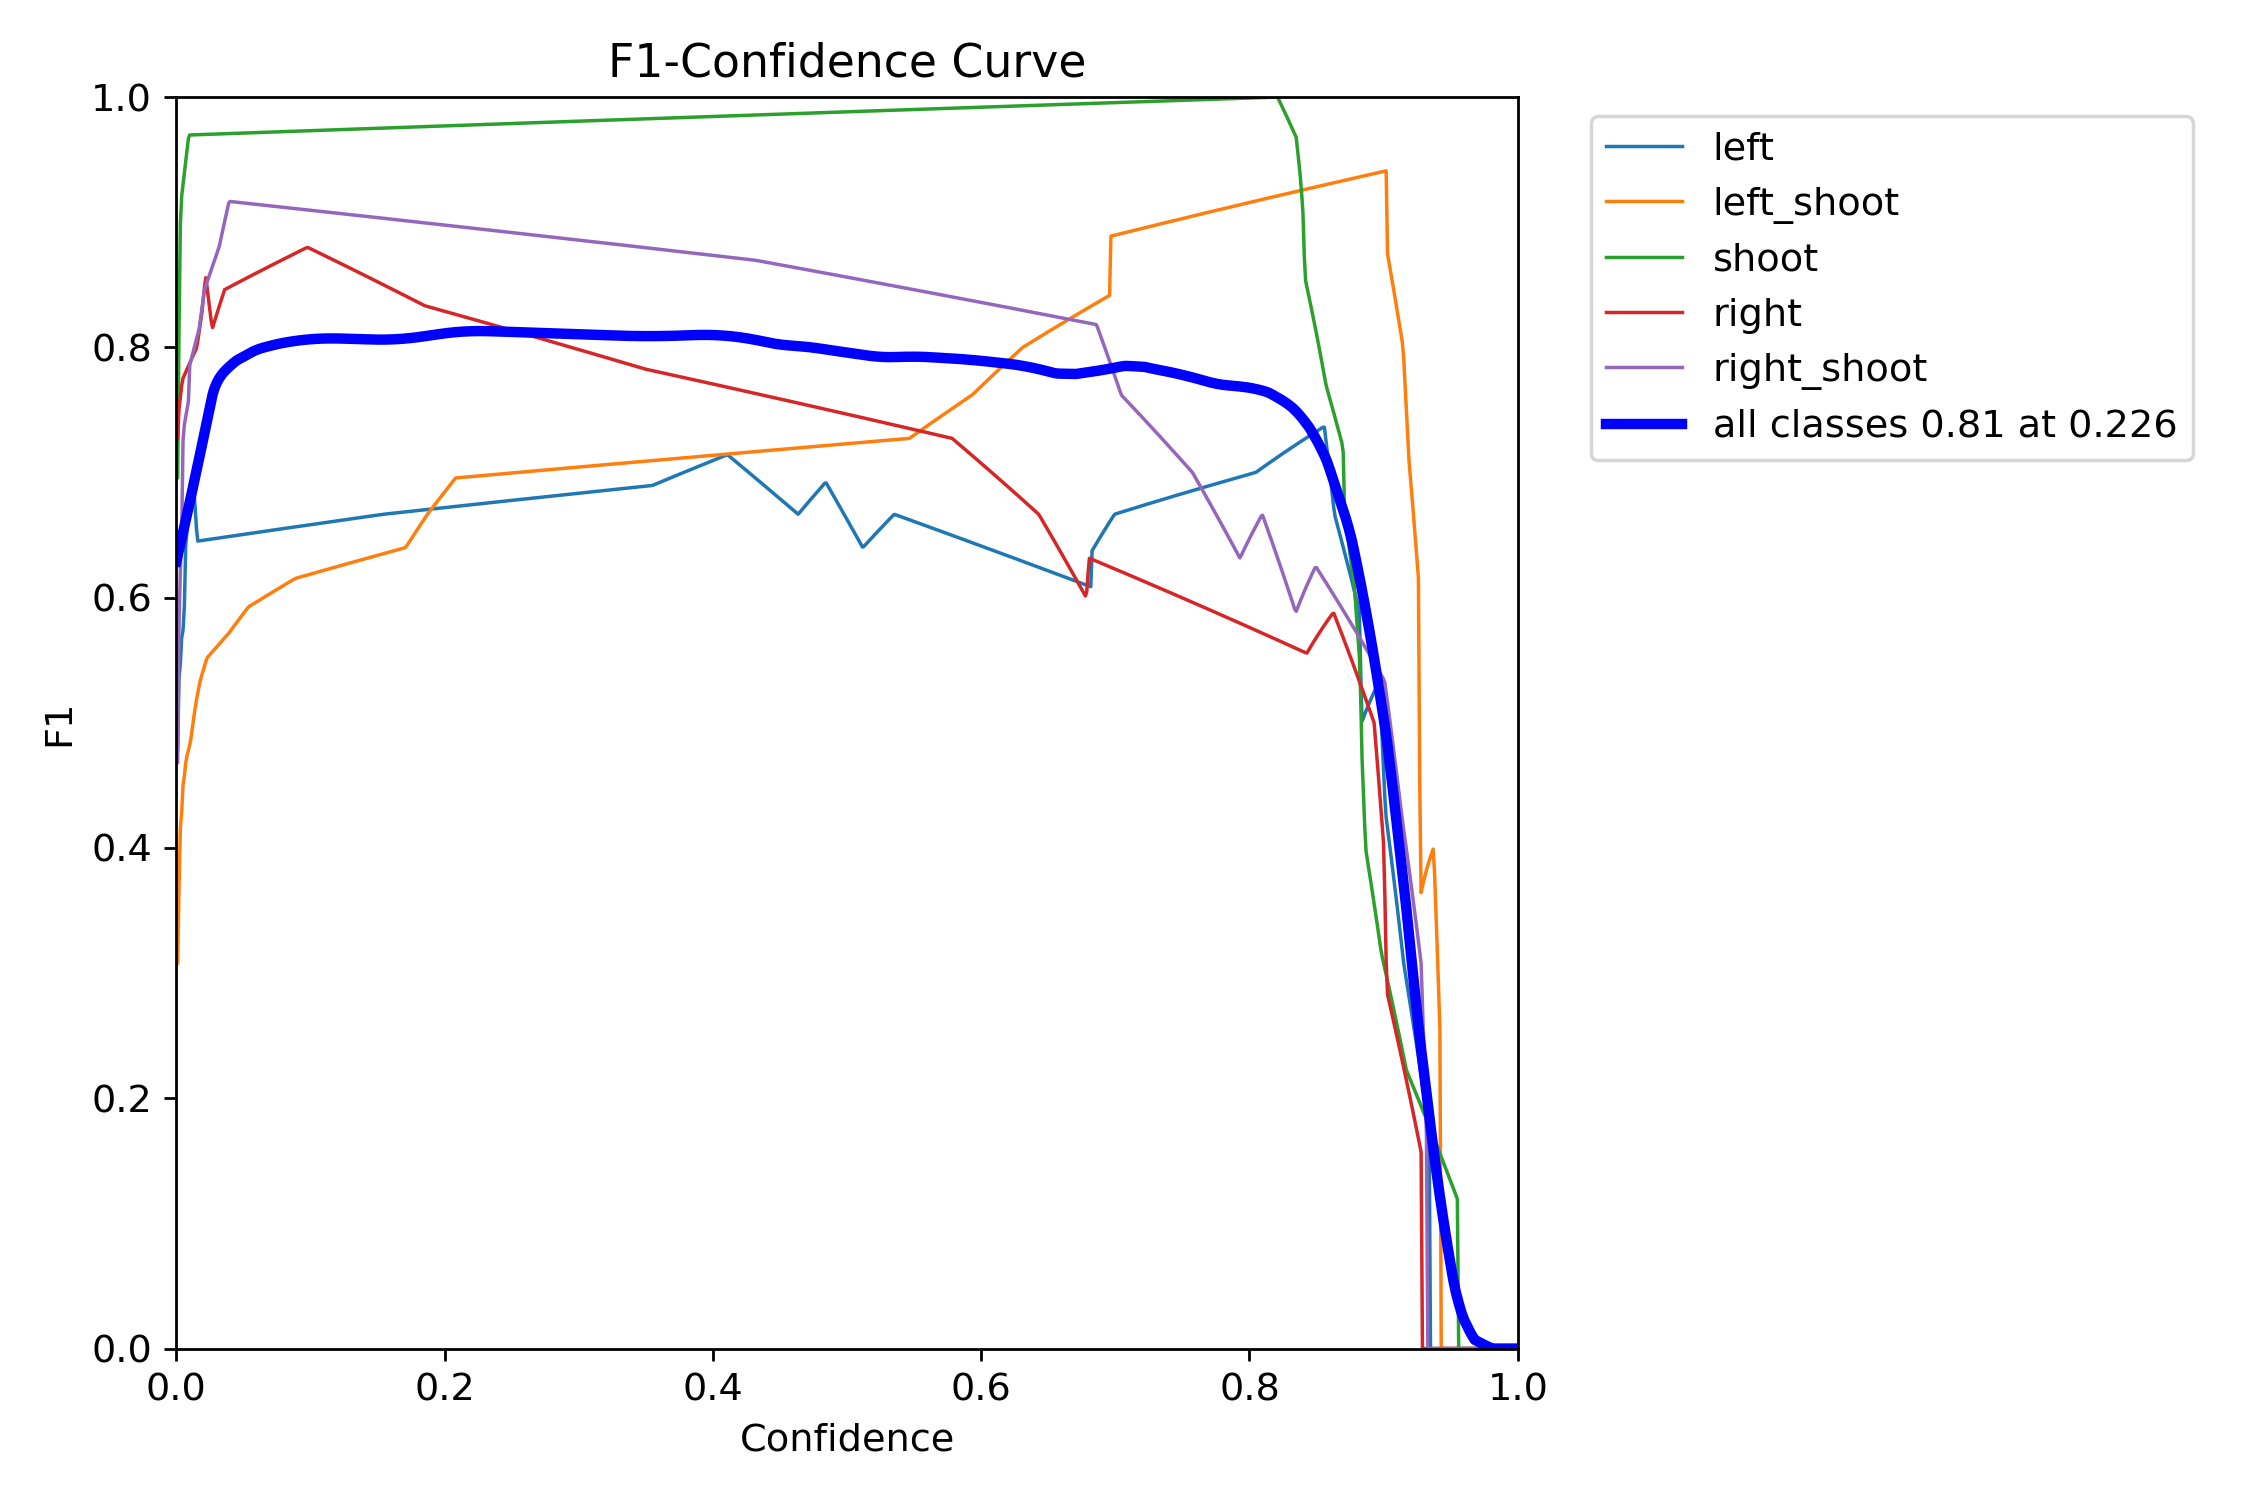 F1-Confidence Curve
1.0
0.8
0.6
0.4
0.2
0.0
F1
0.0 0.2 0.4 0.6 0.8 1.0
Confidence
left
left_shoot
shoot
right
right_shoot
all classes 0.81 at 0.226